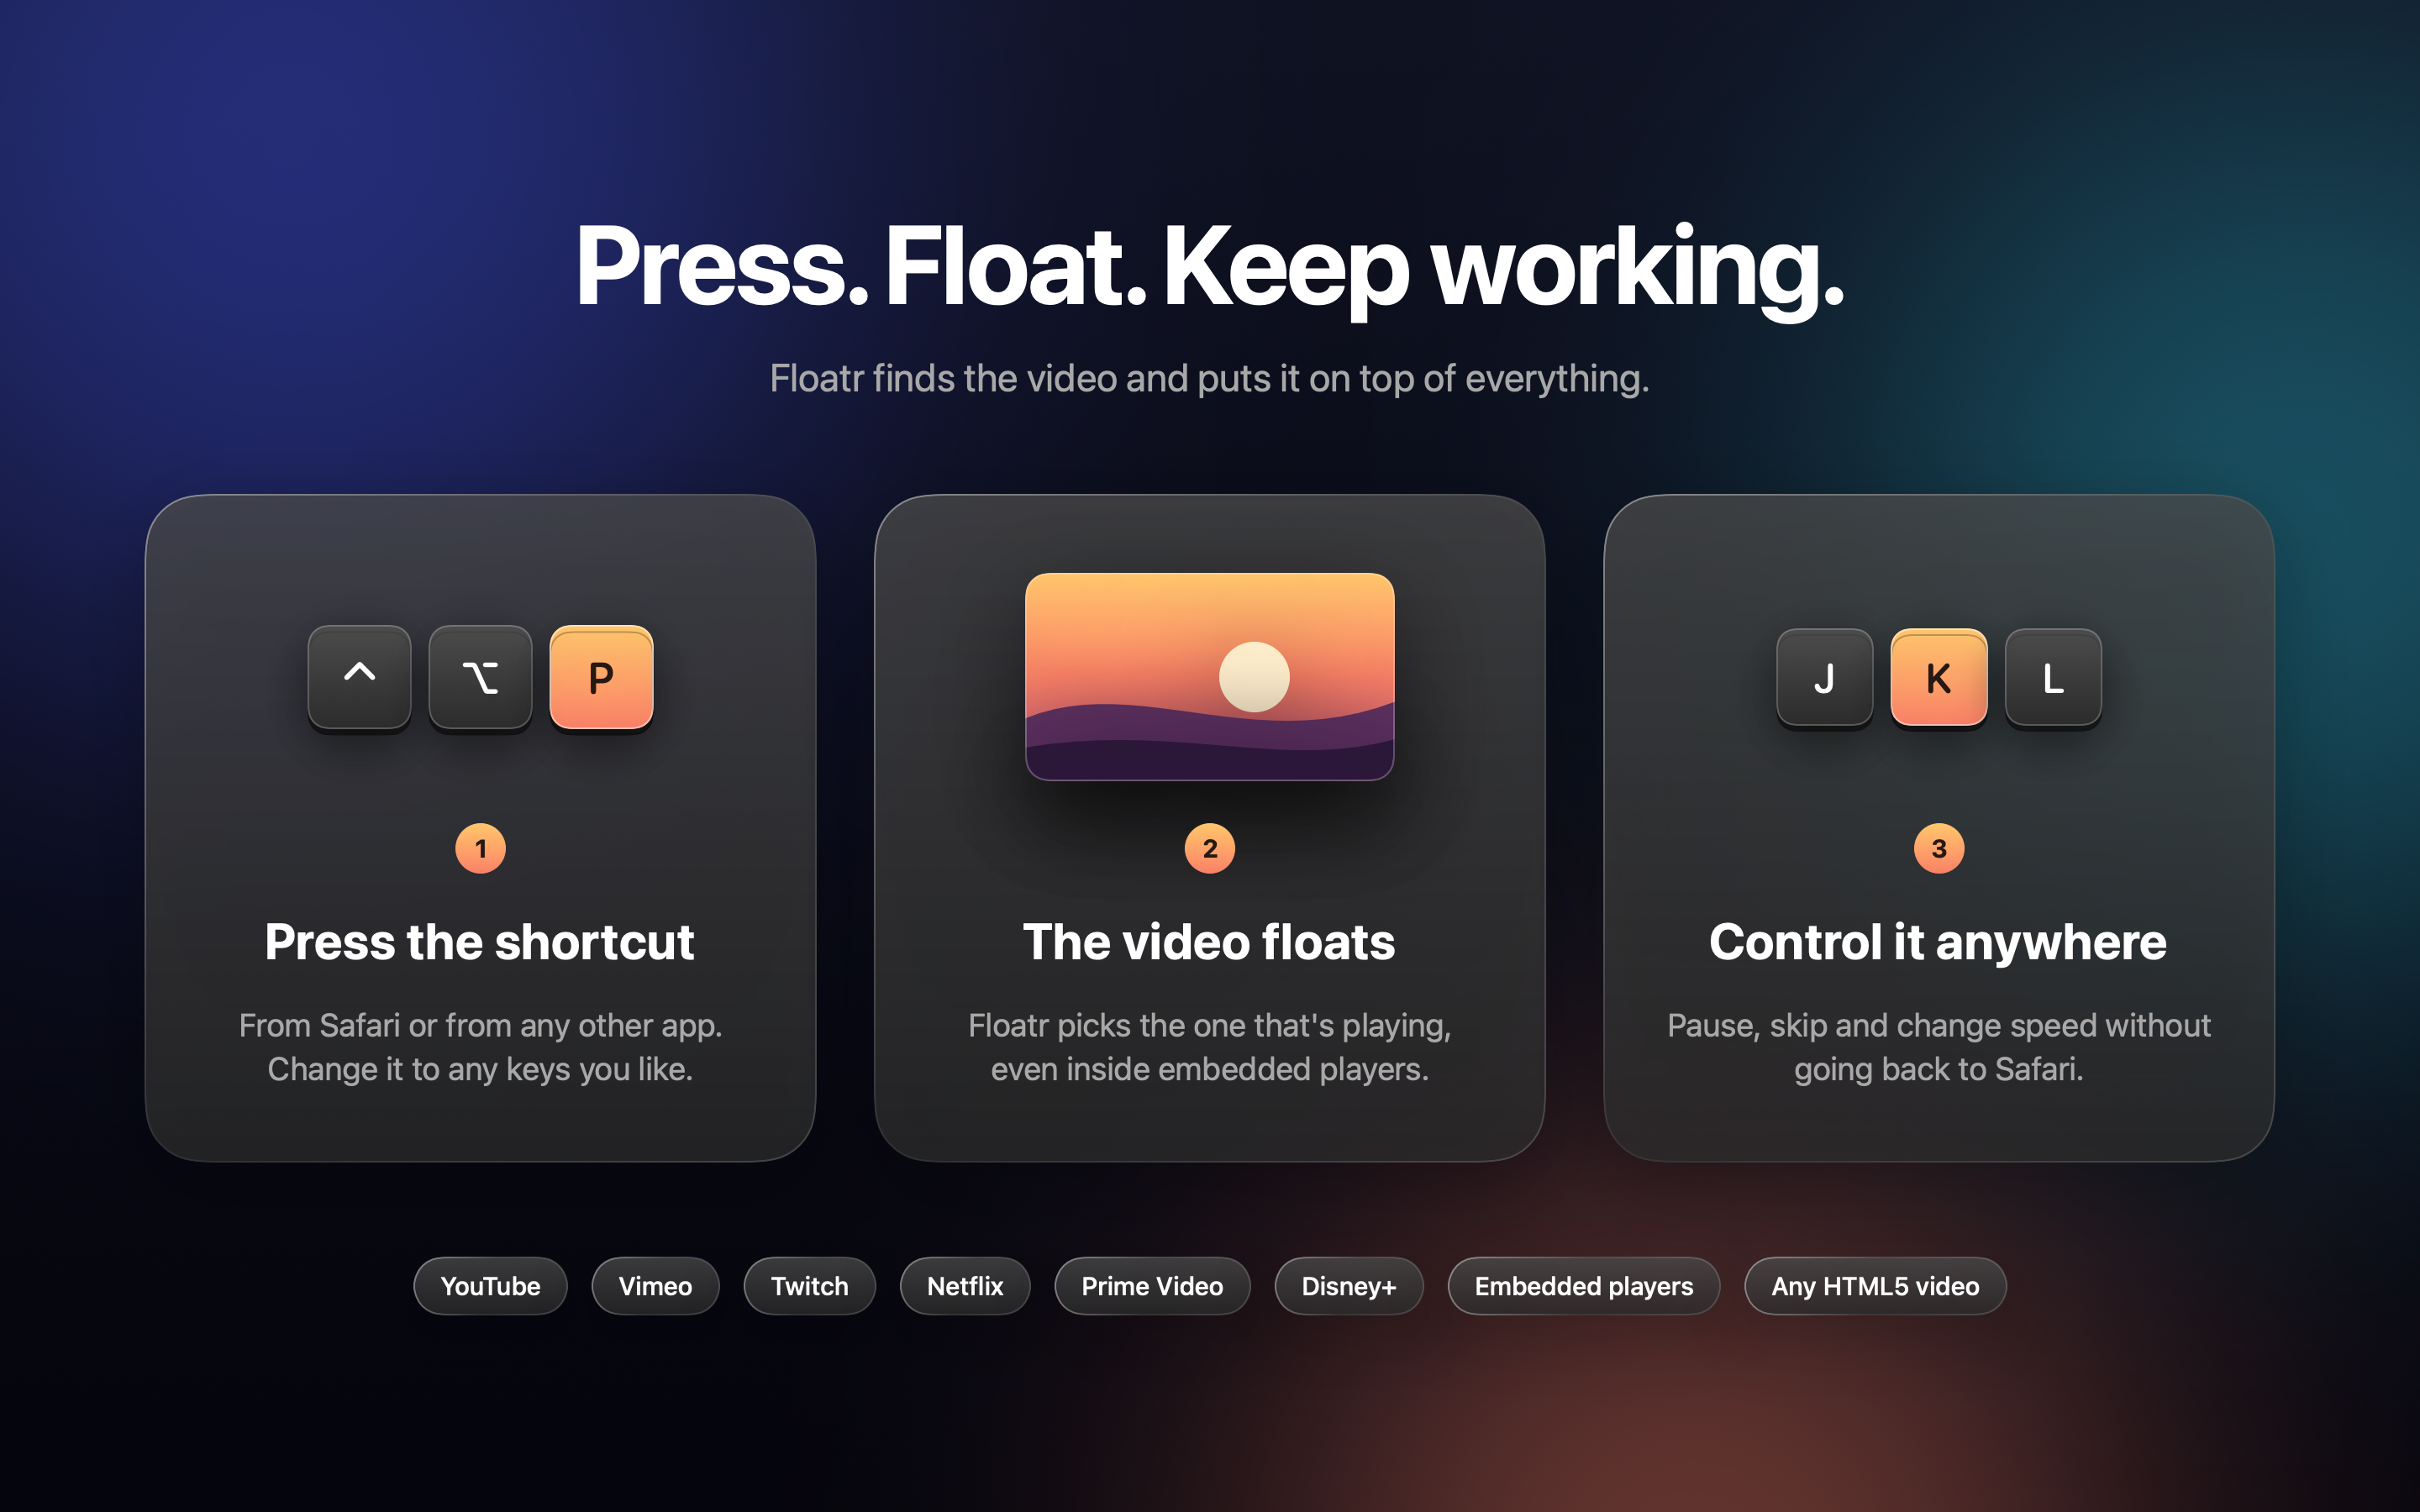 Press. Float. Keep working.
Floatr finds the video and puts it on top of everything.
^ ⌥ P
1
Press the shortcut
From Safari or from any other app.
Change it to any keys you like.
2
The video floats
Floatr picks the one that's playing,
even inside embedded players.
J K L
3
Control it anywhere
Pause, skip and change speed without
going back to Safari.
YouTube Vimeo Twitch Netflix Prime Video Disney+ Embedded players Any HTML5 video